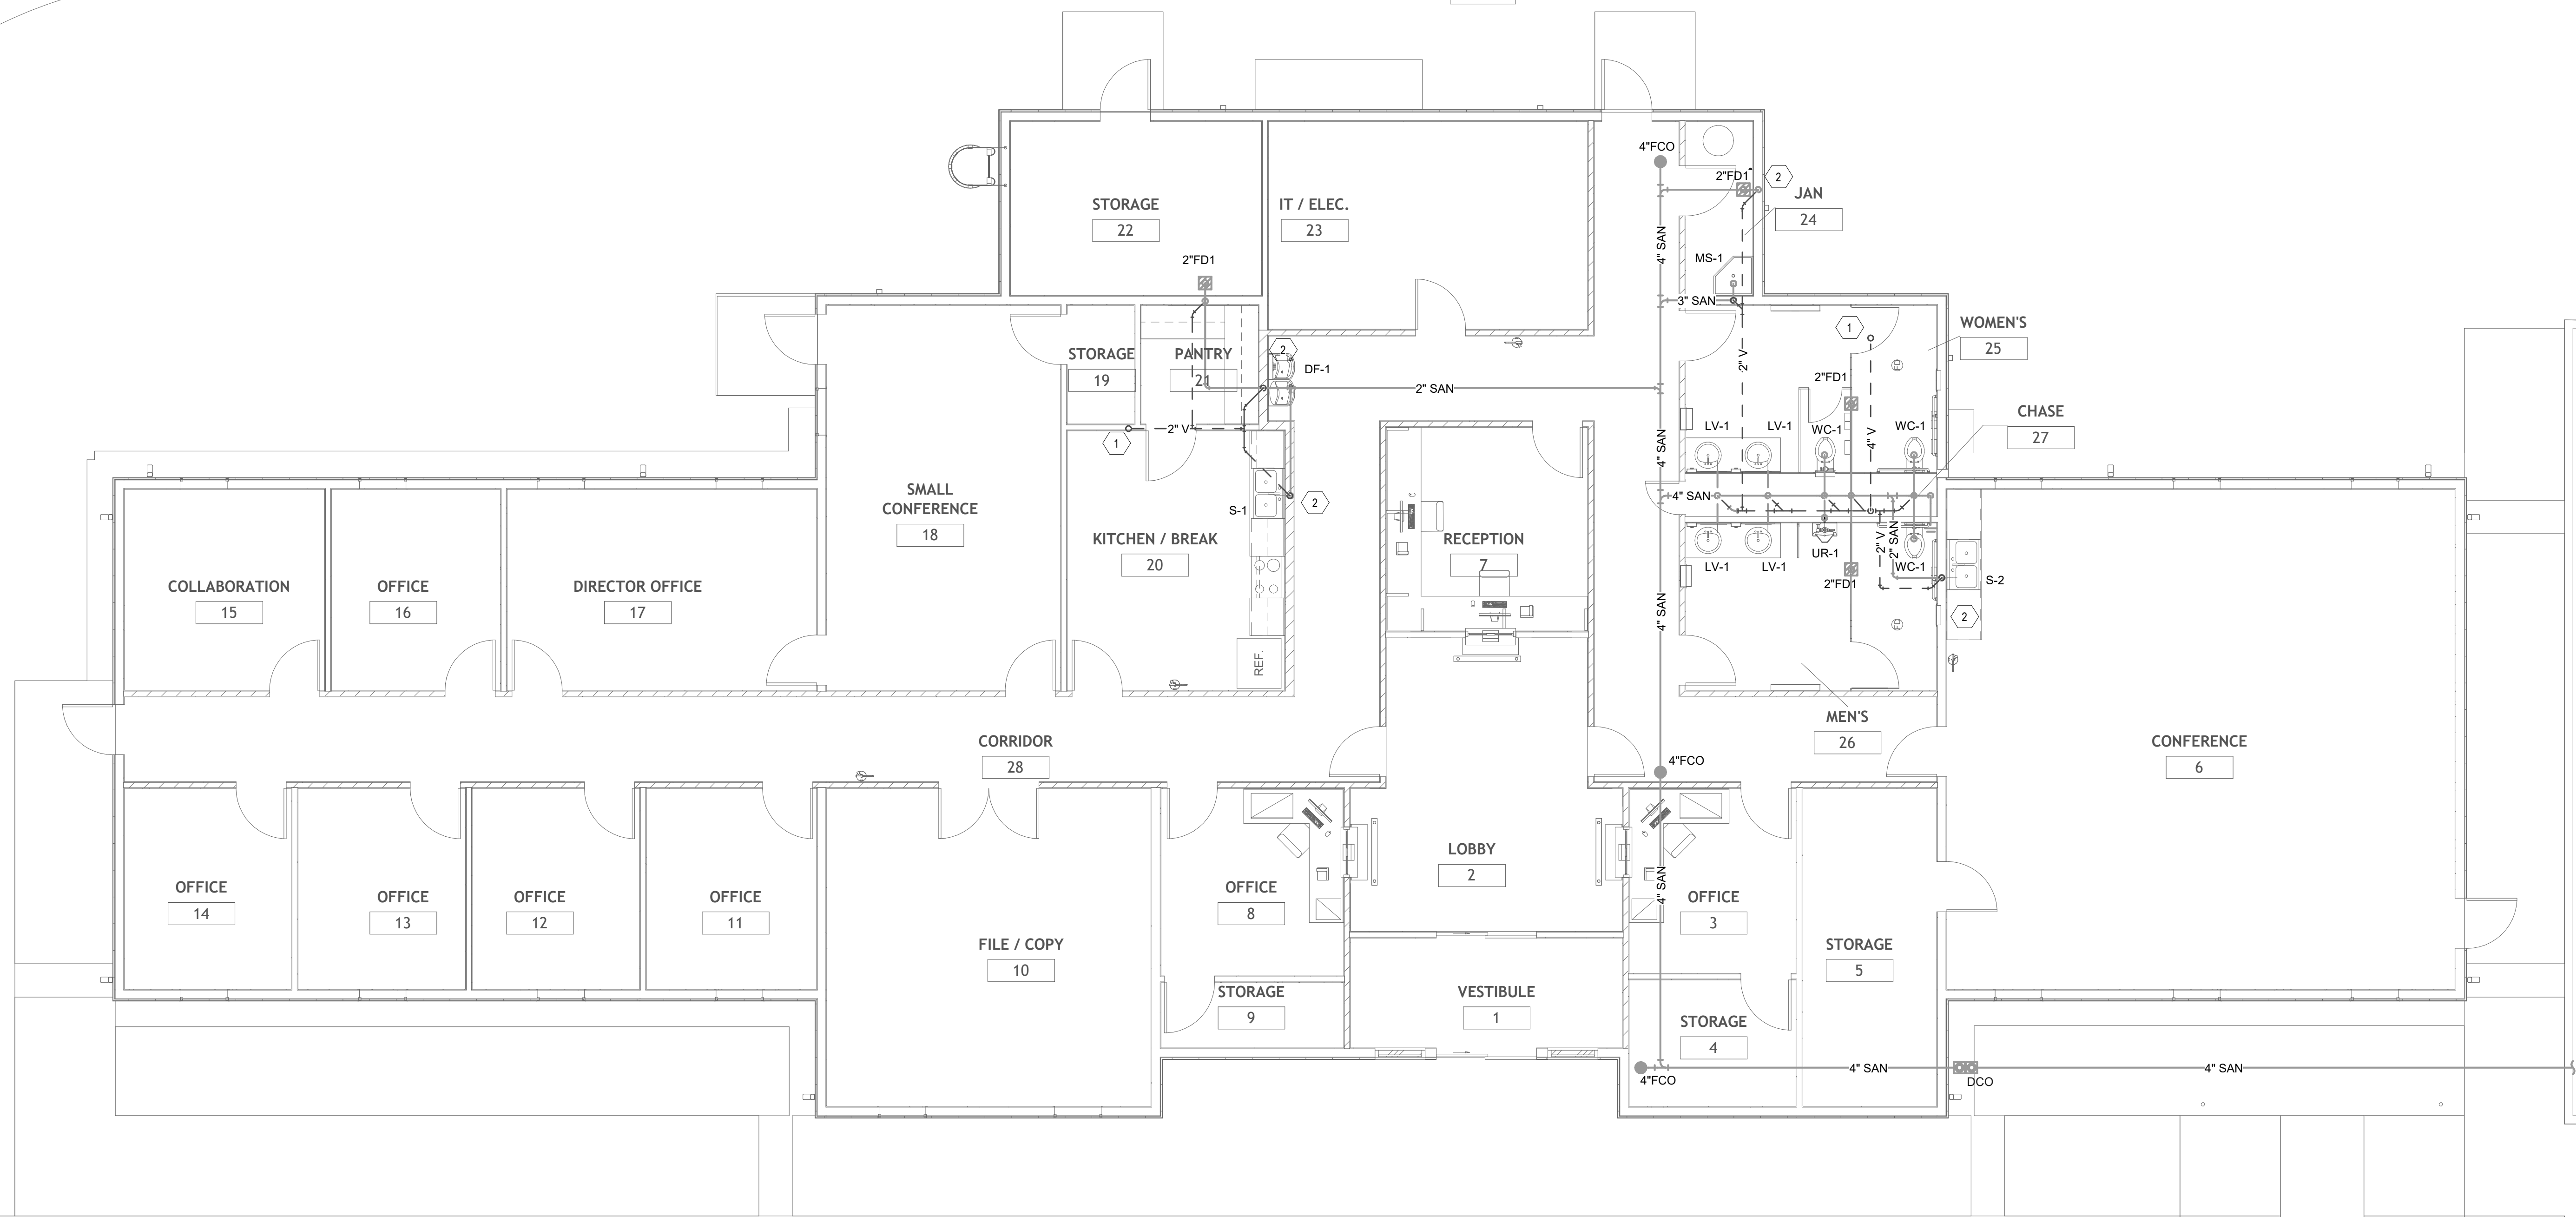 4"FCO
2"FD1
2
JAN
24
STORAGE
22
IT / ELEC.
23
4" SAN
MS-1
2"FD1
3" SAN
WOMEN'S
25
1
2" V
STORAGE
19
PANTRY
21
2
DF-1
2" SAN
2"FD1
CHASE
27
1
2" V
4" SAN
LV-1
LV-1
WC-1
WC-1
4" V
SMALL
CONFERENCE
18
S-1
2
4" SAN
KITCHEN / BREAK
20
RECEPTION
7
2" V
2" SAN
UR-1
LV-1
LV-1
WC-1
2"FD1
S-2
2
COLLABORATION
15
OFFICE
16
DIRECTOR OFFICE
17
4" SAN
REF.
MEN'S
26
CORRIDOR
28
CONFERENCE
6
4"FCO
LOBBY
2
OFFICE
14
OFFICE
13
OFFICE
12
OFFICE
11
OFFICE
8
4" SAN
OFFICE
3
FILE / COPY
10
STORAGE
5
STORAGE
9
VESTIBULE
1
STORAGE
4
4"FCO
4" SAN
DCO
4" SAN